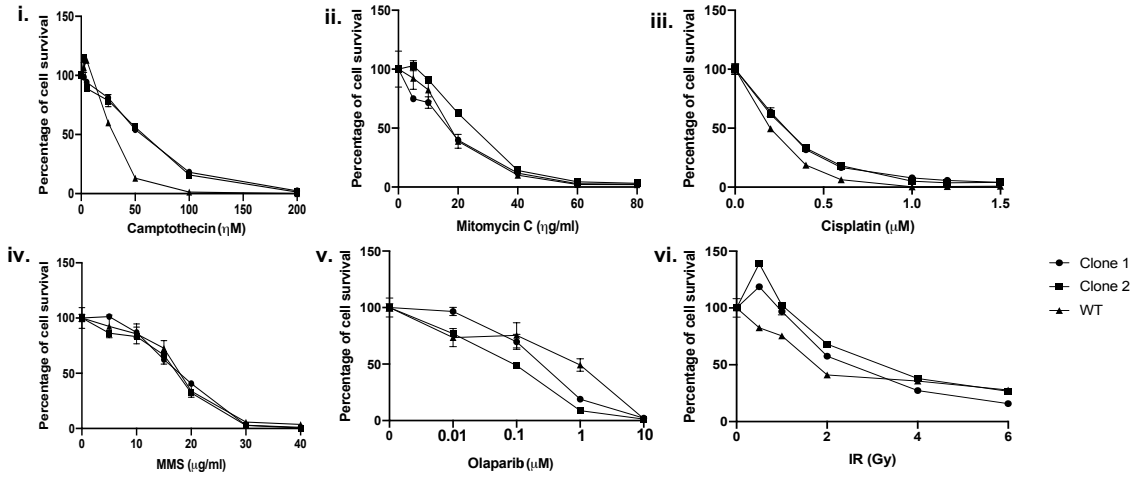 i.
Percentage of cell survival
150
100
50
0
0 50 100 150 200
Camptothecin (ηM)
ii.
Percentage of cell survival
150
100
50
0
0 20 40 60 80
Mitomycin C (ηg/ml)
iii.
Percentage of cell survival
150
100
50
0
0.0 0.5 1.0 1.5
Cisplatin (μM)
iv.
Percentage of cell survival
150
100
50
0
0 10 20 30 40
MMS (μg/ml)
v.
Percentage of cell survival
150
100
50
0
0 0.01 0.1 1 10
Olaparib (μM)
vi.
Percentage of cell survival
150
100
50
0
0 2 4 6
IR (Gy)
Clone 1
Clone 2
WT